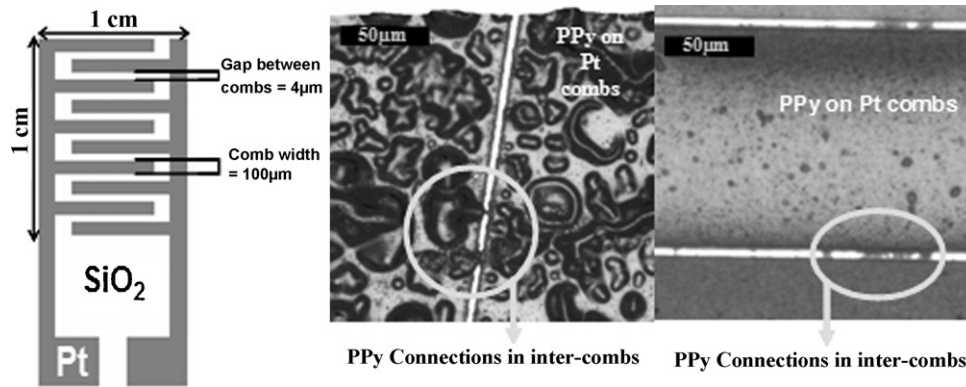 1 cm
Gap between
combs = 4µm
1 cm
Comb width
= 100µm
SiO2
Pt
50µm
PPy on
Pt
combs
50µm
PPy on Pt combs
PPy Connections in inter-combs
PPy Connections in inter-combs